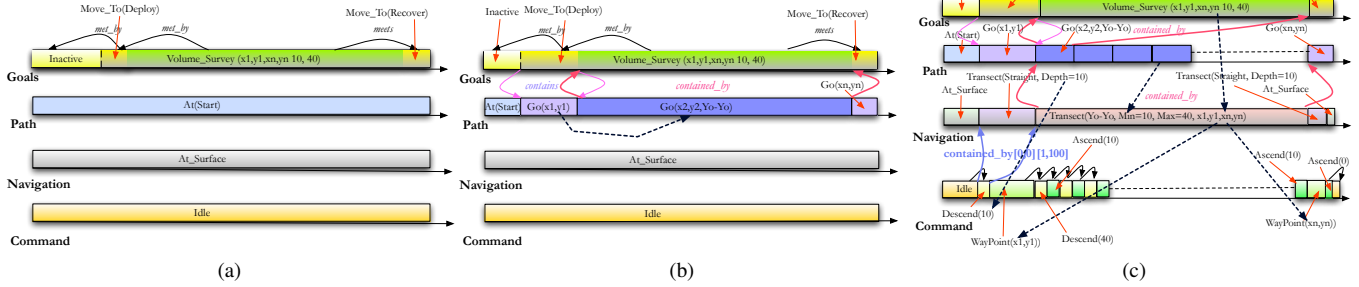 Move_To(Deploy)
Move_To(Recover)
met_by
met_by
meets
Inactive
Volume_Survey (x1,y1,xn,yn 10, 40)
Goals
At(Start)
Path
At_Surface
Navigation
Idle
Command
(a)
Inactive
Move_To(Deploy)
Move_To(Recover)
met_by
met_by
meets
Volume_Survey (x1,y1,xn,yn 10, 40)
Goals
contains
contained_by
Go(xn,yn)
At(Start)
Go(x1,y1)
Go(x2,y2,Yo-Yo)
Path
At_Surface
Navigation
Idle
Command
(b)
Volume_Survey (x1,y1,xn,yn 10, 40)
Goals
At(Start)
Go(x1,y1)
Go(x2,y2,Yo-Yo)
contained_by
Go(xn,yn)
Path
Transect(Straight, Depth=10)
Transect(Straight, Depth=10)
At_Surface
contained_by
At_Surface
Transect(Yo-Yo, Min=10, Max=40, x1,y1,xn,yn)
Navigation
contained_by[0,0][1,100]
Ascend(10)
Ascend(10)
Ascend(0)
Idle
Descend(10)
Command
WayPoint(x1,y1))
Descend(40)
WayPoint(xn,yn))
(c)